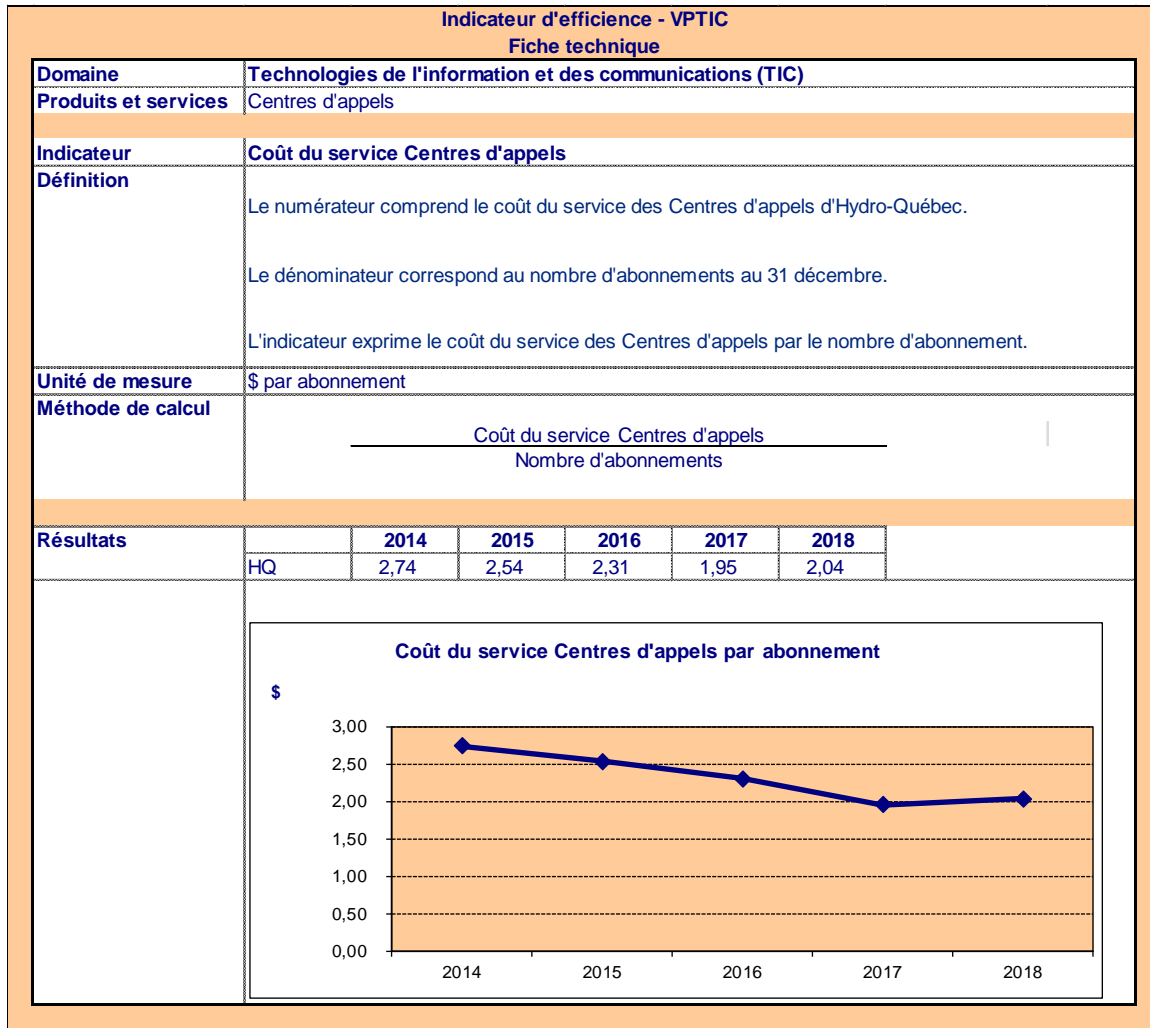 Indicateur d'efficience - VPTIC
Fiche technique
Domaine Technologies de l'information et des communications (TIC)
Produits et services Centres d'appels
Indicateur Coût du service Centres d'appels
Définition
Le numérateur comprend le coût du service des Centres d'appels d'Hydro-Québec.
Le dénominateur correspond au nombre d'abonnements au 31 décembre.
L'indicateur exprime le coût du service des Centres d'appels par le nombre d'abonnement.
Unité de mesure $ par abonnement
Méthode de calcul
Coût du service Centres d'appels
Nombre d'abonnements
Résultats 2014 2015 2016 2017 2018
HQ 2,74 2,54 2,31 1,95 2,04
Coût du service Centres d'appels par abonnement
$
3,00
2,50
2,00
1,50
1,00
0,50
0,00
2014 2015 2016 2017 2018